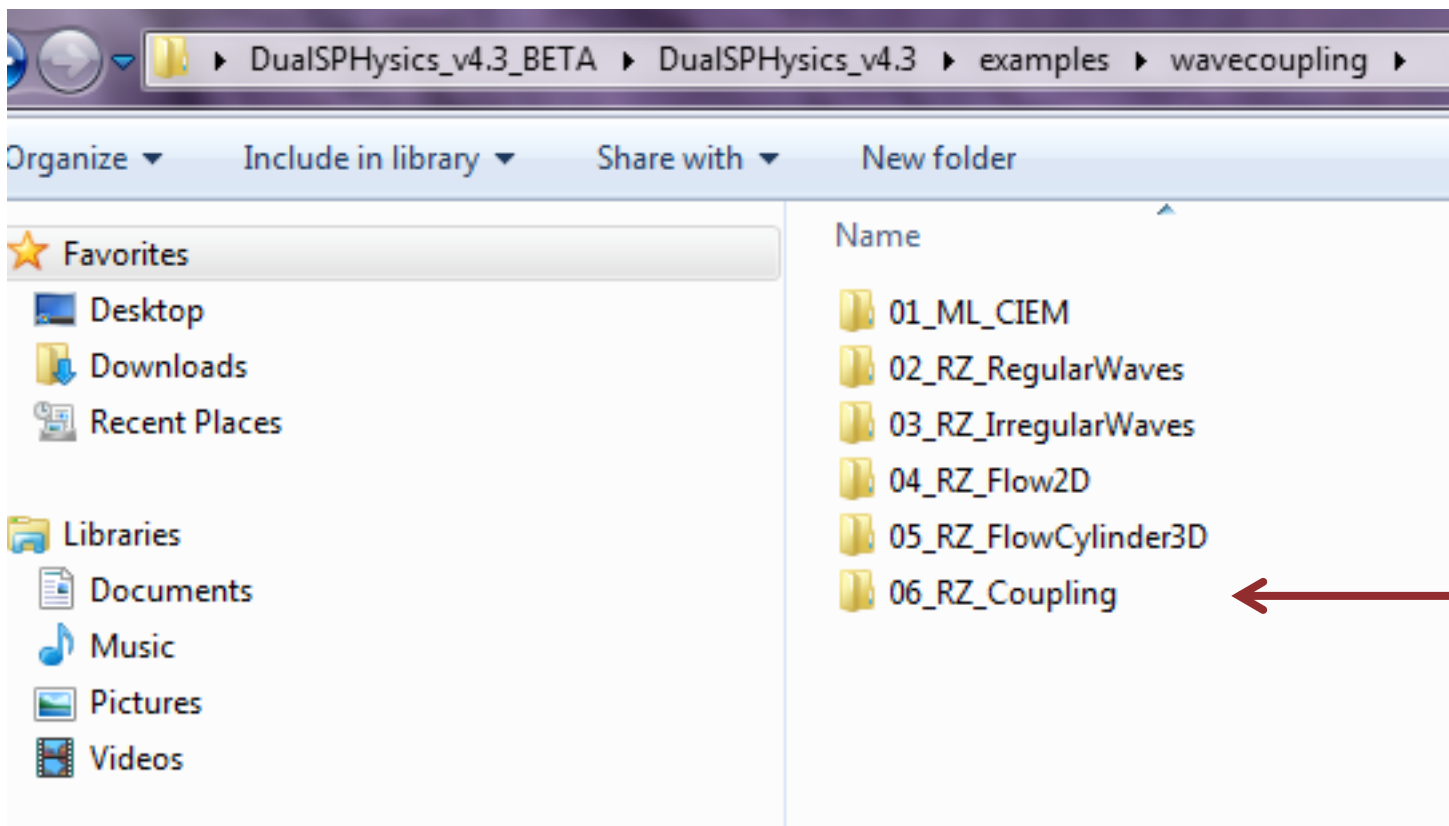 DualSPHysics_v4.3_BETA DualSPHysics_v4.3 examples wavecoupling
Organize Include in library Share with New folder
Favorites
Desktop
Downloads
Recent Places
Libraries
Documents
Music
Pictures
Videos
Name
01_ML_CIEM
02_RZ_RegularWaves
03_RZ_IrregularWaves
04_RZ_Flow2D
05_RZ_FlowCylinder3D
06_RZ_Coupling